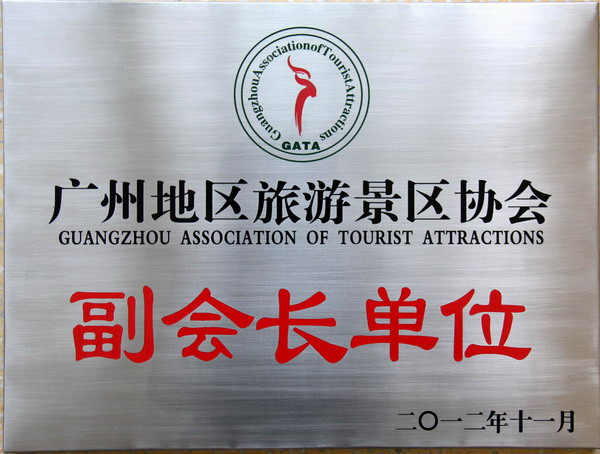 GuangzhouAssociationofTouristAttractions
GATA
广州地区旅游景区协会
GUANGZHOU ASSOCIATION OF TOURIST ATTRACTIONS
副会长单位
二〇一二年十一月